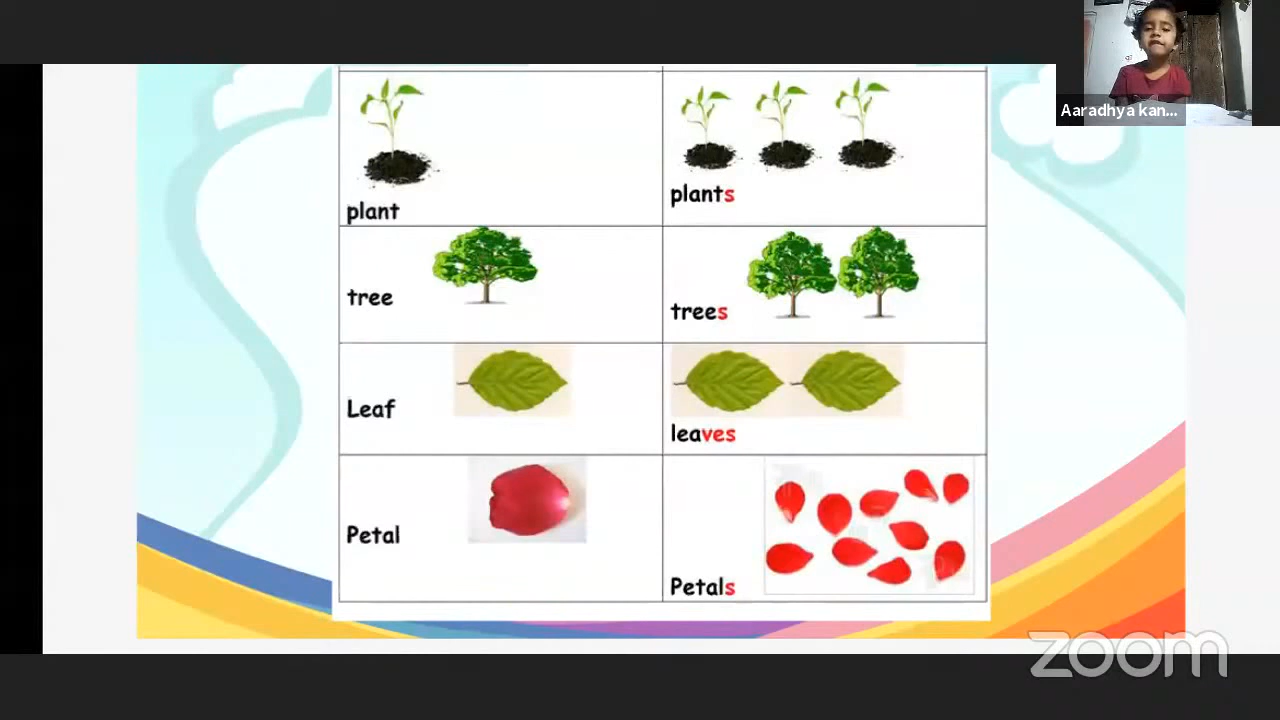 Aaradhya kan...
plant
plants
tree
trees
Leaf
leaves
Petal
Petals
zoom